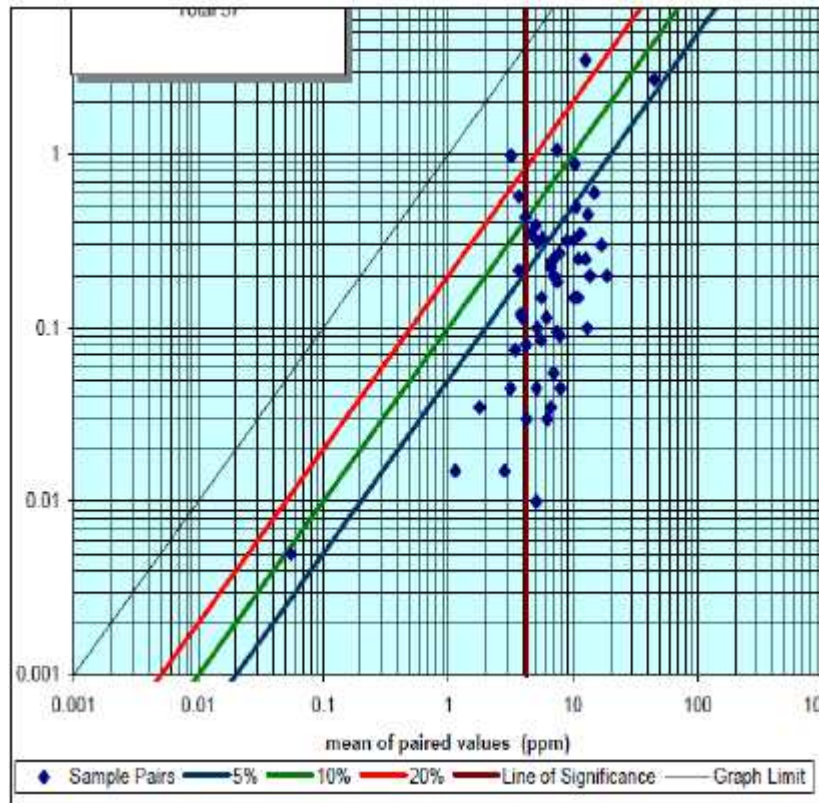 1
0.1
0.01
0.001
0.001 0.01 0.1 1 10 100
mean of paired values (ppm)
Sample Pairs 5% 10% 20% Line of Significance Graph Limit